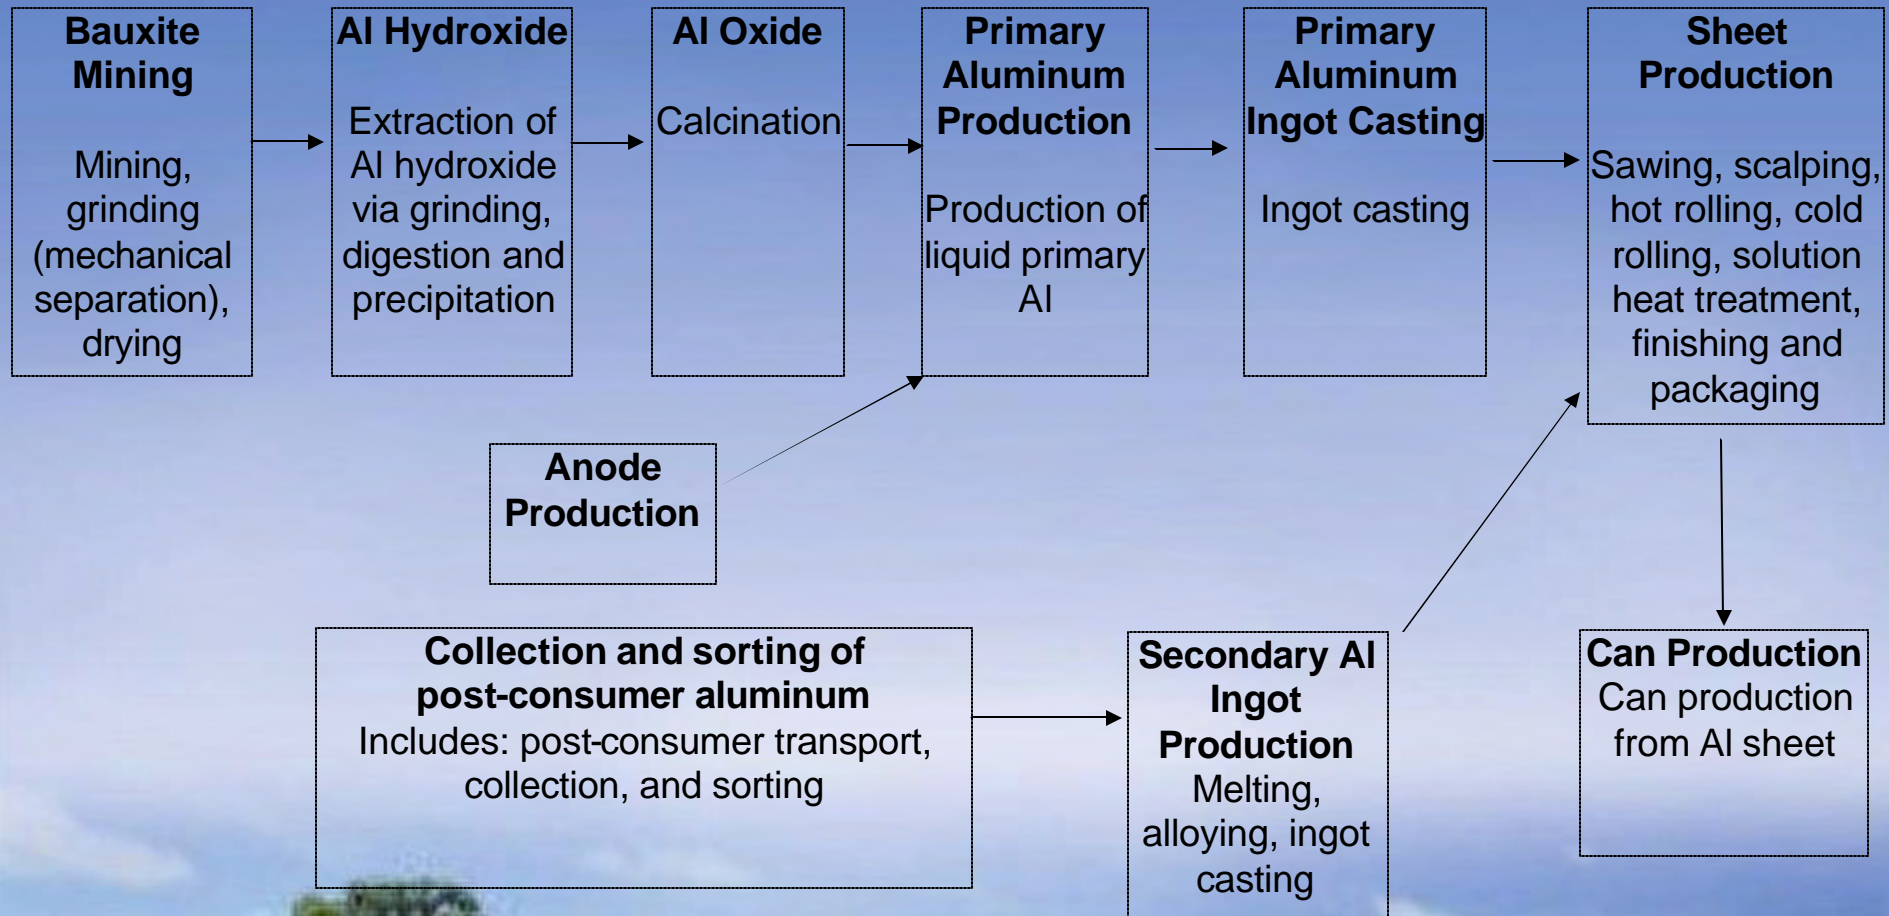 Bauxite
Mining
Mining,
grinding
(mechanical
separation),
drying
Al Hydroxide
Extraction of
Al hydroxide
via grinding,
digestion and
precipitation
Al Oxide
Calcination
Primary
Aluminum
Production
Production of
liquid primary
Al
Primary
Aluminum
Ingot Casting
Ingot casting
Sheet
Production
Sawing, scalping,
hot rolling, cold
rolling, solution
heat treatment,
finishing and
packaging
Anode
Production
Collection and sorting of
post-consumer aluminum
Includes: post-consumer transport,
collection, and sorting
Secondary Al
Ingot
Production
Melting,
alloying, ingot
casting
Can Production
Can production
from Al sheet